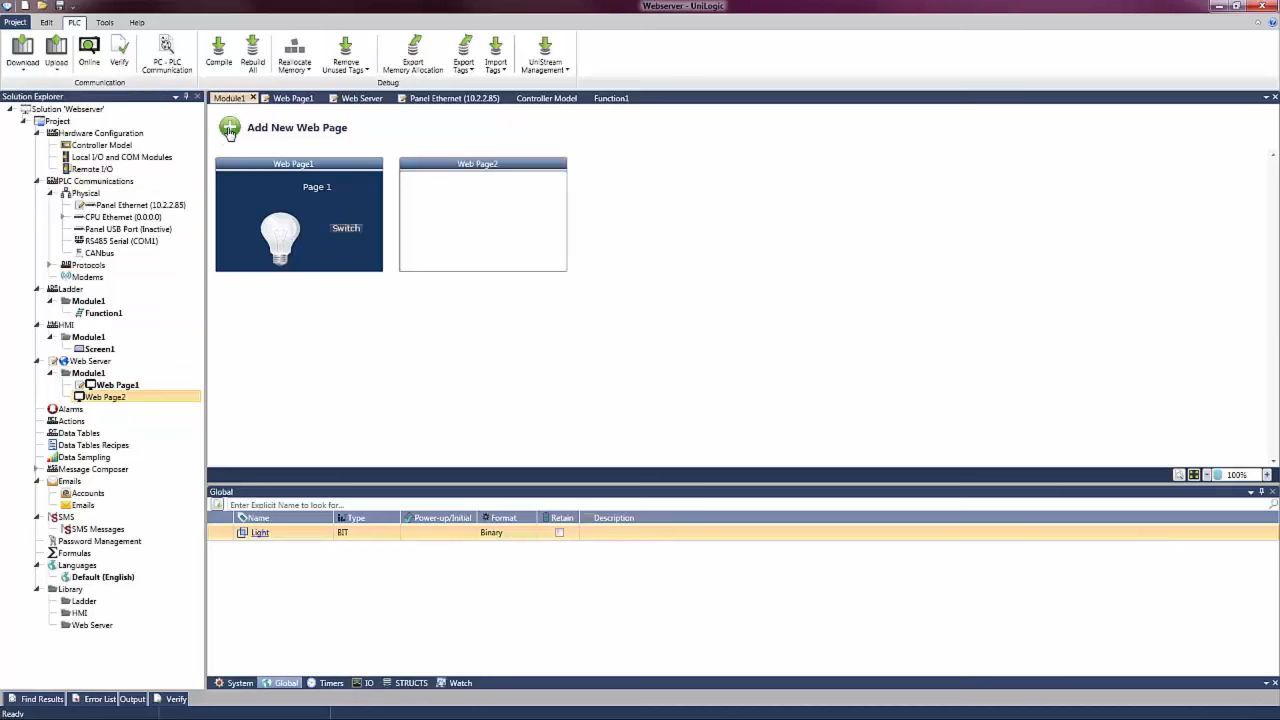 Webserver - UniLogic
Project Edit PLC Tools Help
Download Upload Online Verify PC - PLC Communication Compile Rebuild All Reallocate Memory Remove Unused Tags Export Memory Allocation Export Tags Import Tags UniStream Management
Communication Debug
Solution Explorer
Module1 Web Page1 Web Server Panel Ethernet (10.2.2.85) Controller Model Function1
Solution 'Webserver'
Project
Hardware Configuration
Controller Model
Local I/O and COM Modules
Remote I/O
PLC Communications
Physical
Panel Ethernet (10.2.2.85)
CPU Ethernet (0.0.0.0)
Panel USB Port (Inactive)
RS485 Serial (COM1)
CANbus
Protocols
Modems
Ladder
Module1
Function1
HMI
Module1
Screen1
Web Server
Module1
Web Page1
Web Page2
Alarms
Actions
Data Tables
Data Tables Recipes
Data Sampling
Message Composer
Emails
Accounts
Emails
SMS
SMS Messages
Password Management
Formulas
Languages
Default (English)
Library
Ladder
HMI
Web Server
Add New Web Page
Web Page1 Web Page2
Page 1
Switch
100%
Global
Enter Explicit Name to look for...
Name Type Power-up/Initial Format Retain Description
Light BIT Binary
System Global Timers IO STRUCTS Watch
Find Results Error List Output Verify
Ready